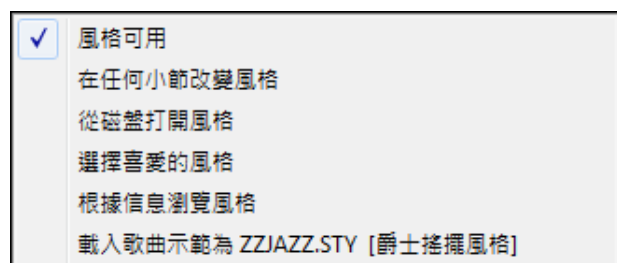 風格可用
在任何小節改變風格
從磁盤打開風格
選擇喜愛的風格
根據信息瀏覽風格
載入歌曲示範為 ZZJAZZ.STY [爵士搖擺風格]